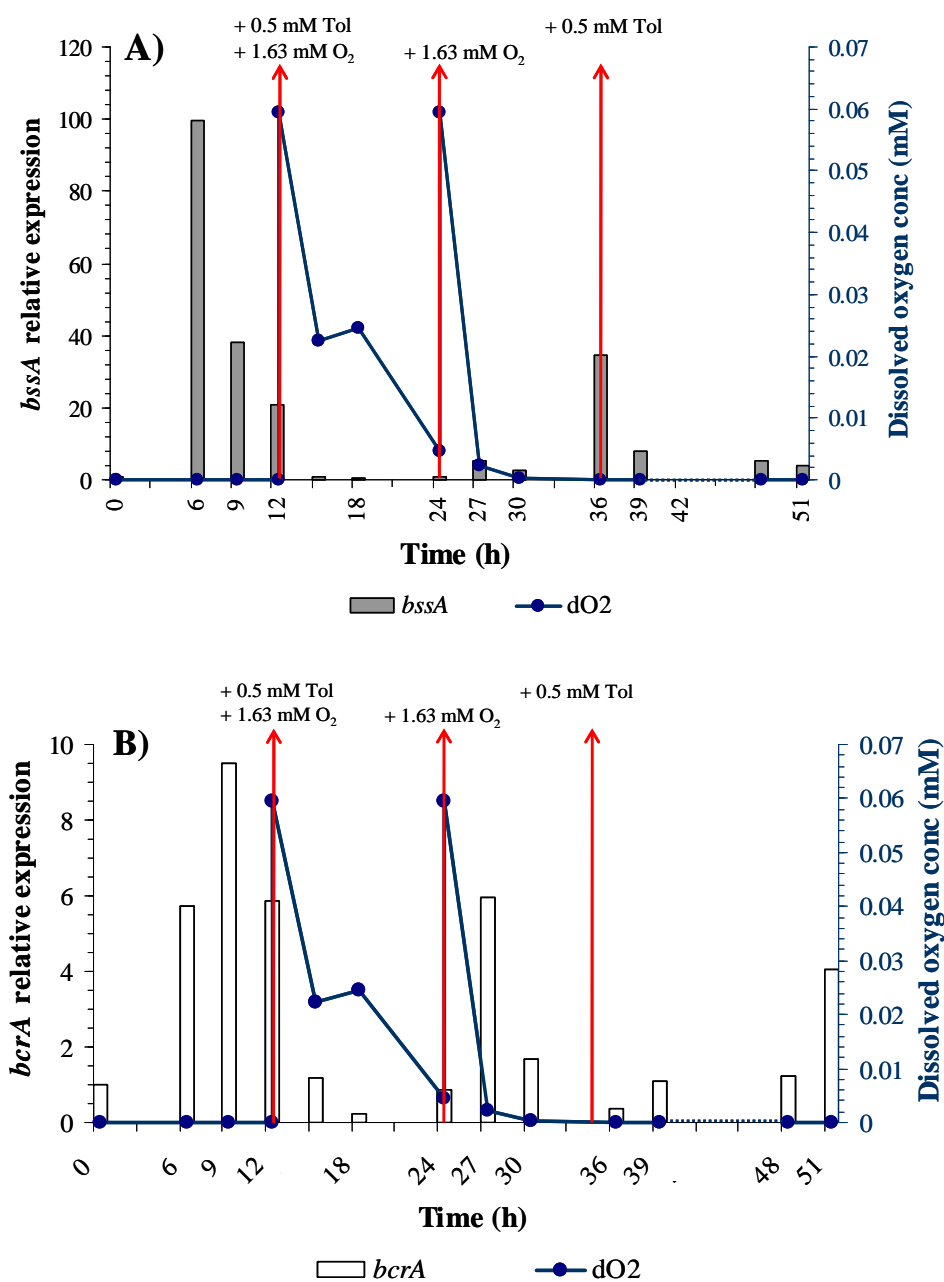 A)
+ 0.5 mM Tol
+ 1.63 mM O2
+ 1.63 mM O2
+ 0.5 mM Tol
bssA relative expression
120
100
80
60
40
20
0
Dissolved oxygen conc (mM)
0.07
0.06
0.05
0.04
0.03
0.02
0.01
0
0 6 9 12 18 24 27 30 36 39 42 51
Time (h)
bssA dO2
B)
+ 0.5 mM Tol
+ 1.63 mM O2
+ 1.63 mM O2
+ 0.5 mM Tol
bcrA relative expression
10
8
6
4
2
0
Dissolved oxygen conc (mM)
0.07
0.06
0.05
0.04
0.03
0.02
0.01
0
0 6 9 12 18 24 27 30 36 39 48 51
Time (h)
bcrA dO2